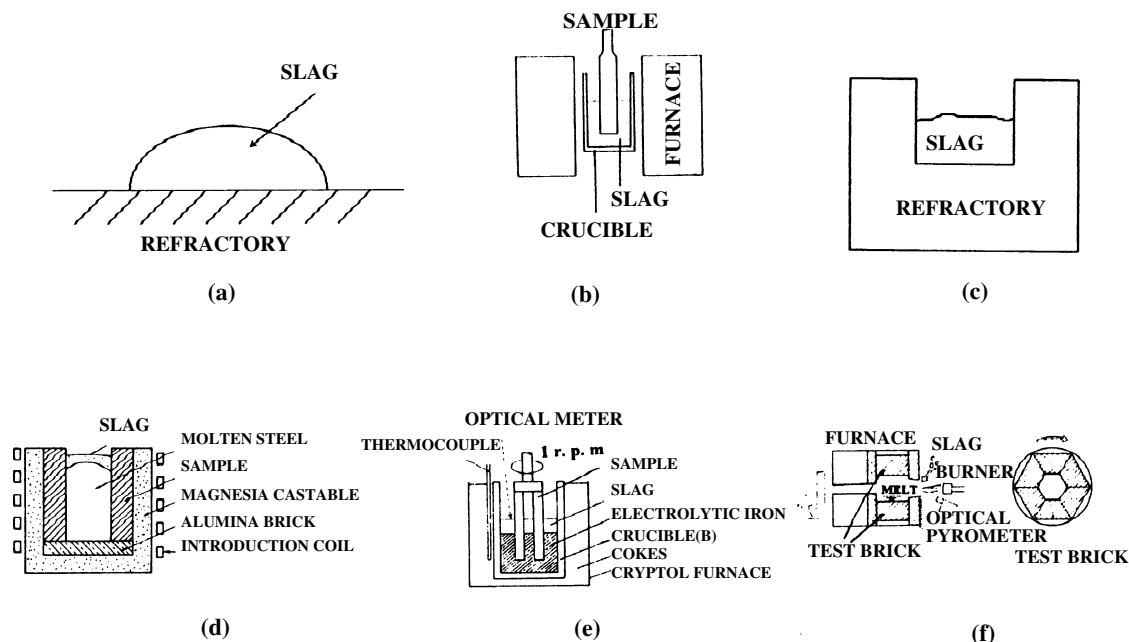 SLAG
REFRACTORY
(a)
SAMPLE
FURNACE
SLAG
CRUCIBLE
(b)
SLAG
REFRACTORY
(c)
SLAG
MOLTEN STEEL
SAMPLE
MAGNESIA CASTABLE
ALUMINA BRICK
INTRODUCTION COIL
(d)
OPTICAL METER
THERMOCUPLE
1 r. p. m
SAMPLE
SLAG
ELECTROLYTIC IRON
CRUCIBLE(B)
COKES
CRYPTOL FURNACE
(e)
FURNACE
SLAG
BURNER
MELT
OPTICAL
PYROMETER
TEST BRICK
TEST BRICK
(f)